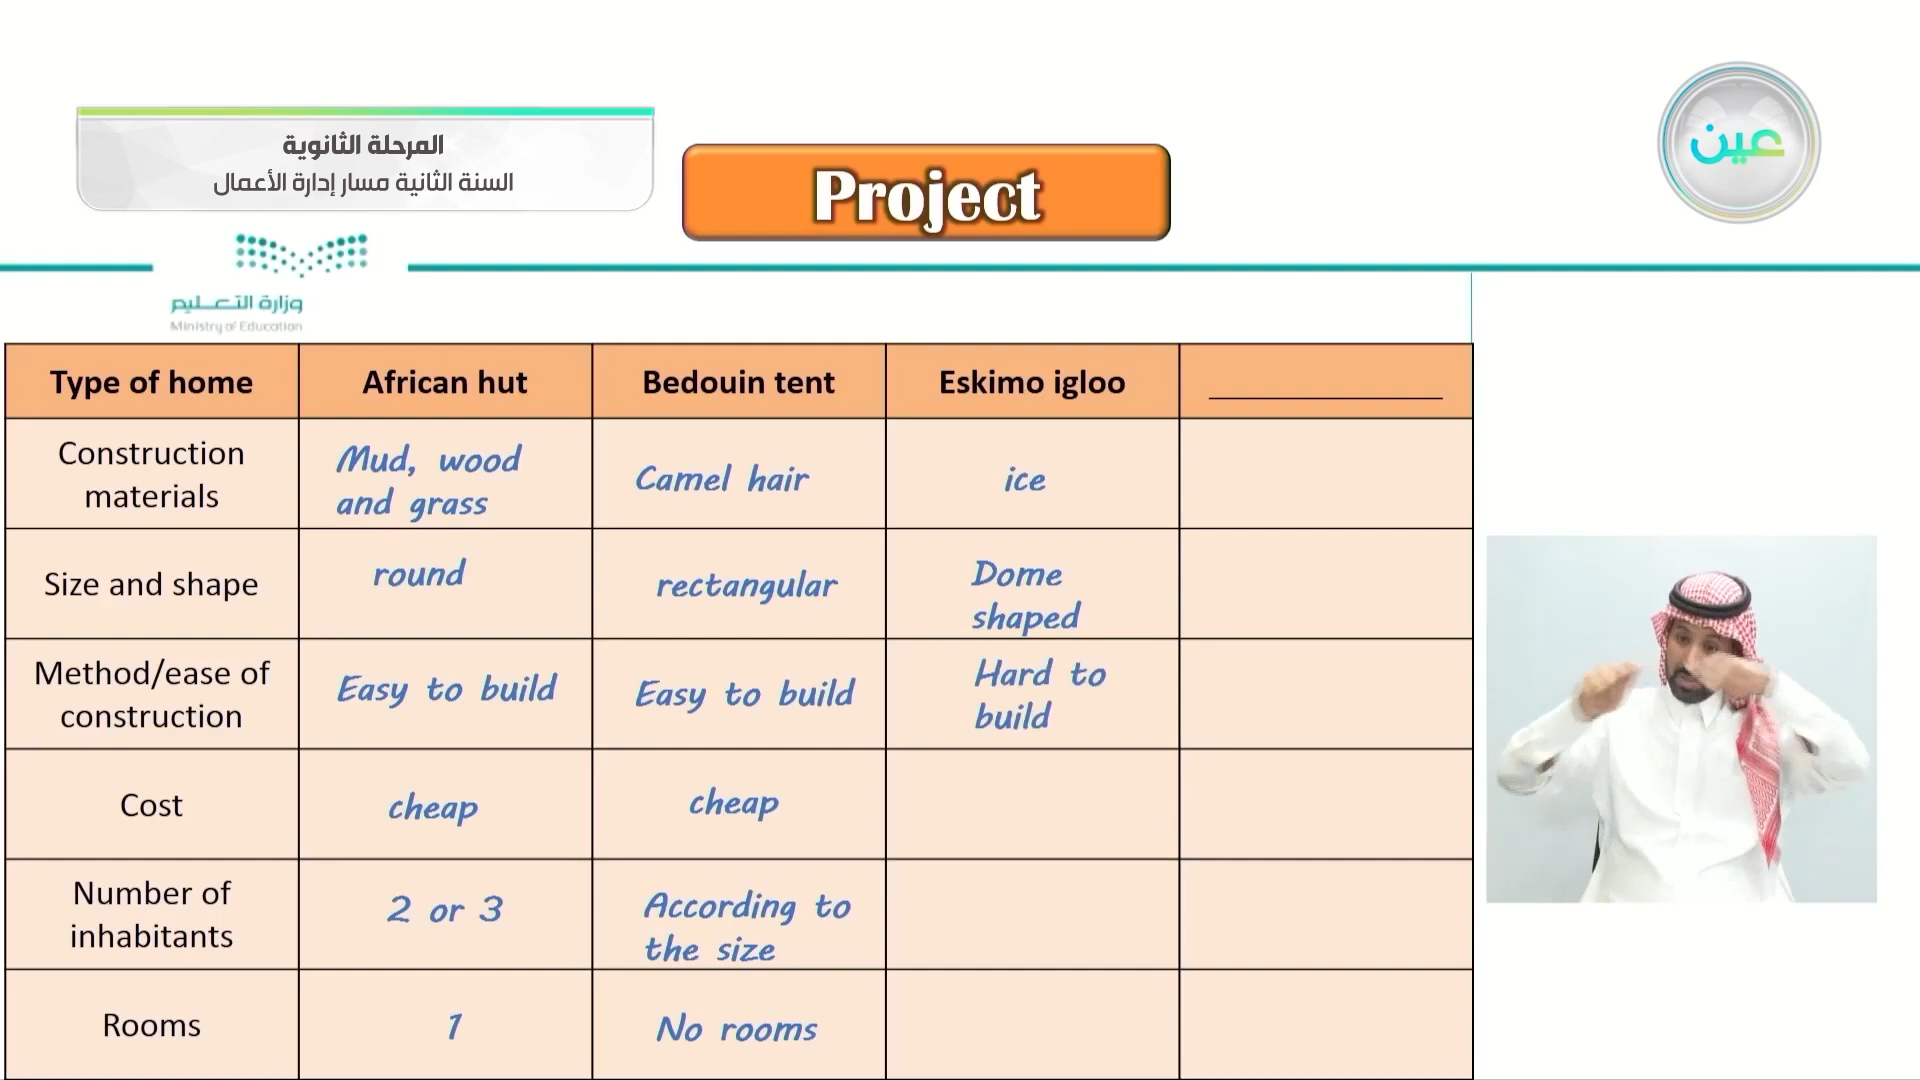 المرحلة الثانوية
السنة الثانية مسار إدارة الأعمال
Project
عين
وزارة التعليم
Ministry of Education
Type of home African hut Bedouin tent Eskimo igloo
Construction materials Mud, wood and grass Camel hair ice
Size and shape round rectangular Dome shaped
Method/ease of construction Easy to build Easy to build Hard to build
Cost cheap cheap
Number of inhabitants 2 or 3 According to the size
Rooms 1 No rooms